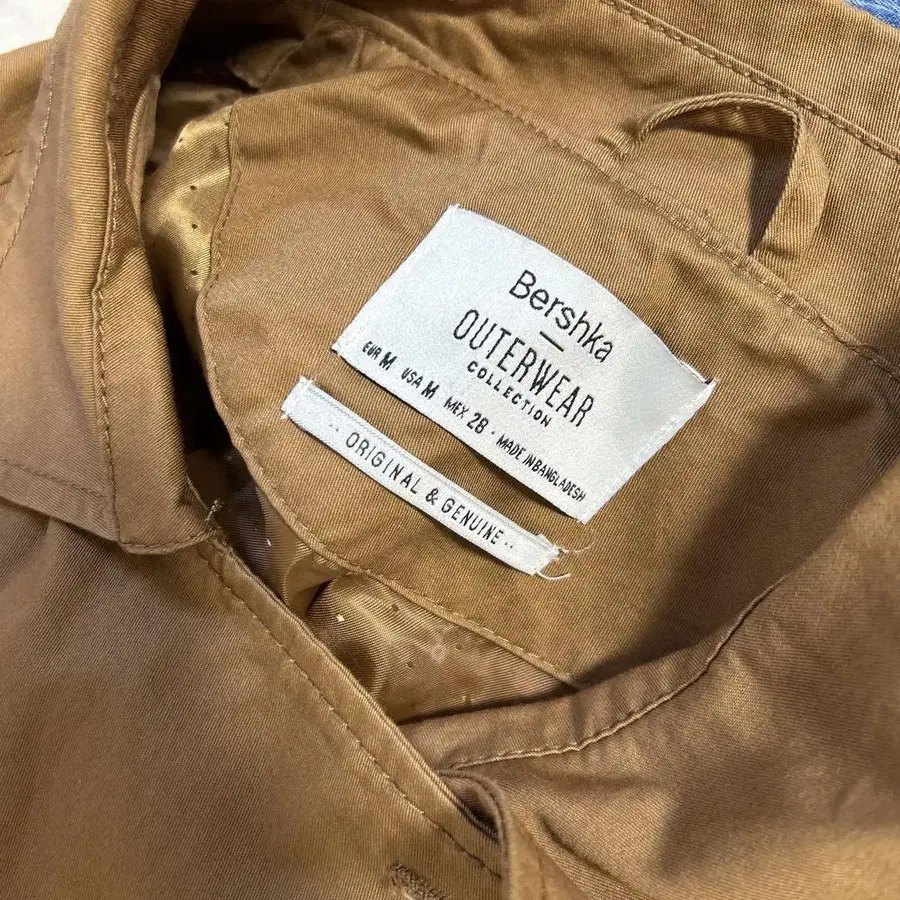 Bershka
OUTERWEAR
COLLECTION
EUR M USA M MEX 28 · MADE IN BANGLADESH
·· ORIGINAL & GENUINE ··